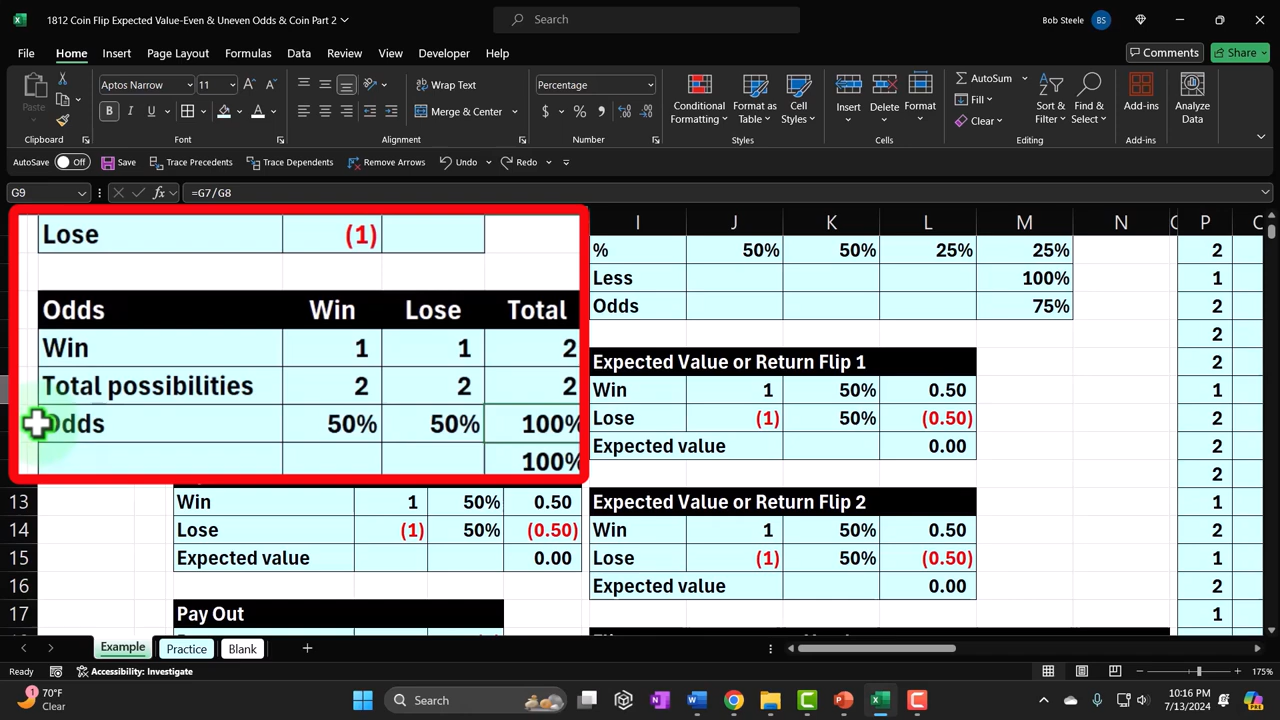 1812 Bob Coin Flip Expected Value-Even & Uneven Odds & Coin Part 2
Search
Bob Steele
BS
File Home Insert Page Layout Formulas Data Review View Developer Help
Comments
Share
Paste
Aptos Narrow 11
Wrap Text
Merge & Center
Percentage
Conditional Formatting
Format as Table
Cell Styles
Insert
Delete
Format
AutoSum
Fill
Clear
Sort & Filter
Find & Select
Add-ins
Analyze Data
Clipboard Font Alignment Number Styles Cells Editing Add-ins
AutoSave Off Save Trace Precedents Trace Dependents Remove Arrows Undo Redo
G9 fx =G7/G8
I J K L M N P
Lose (1)
Odds Win Lose Total
Win 1 1 2
Total possibilities 2 2 2
Odds 50% 50% 100%
100%
13 Win 1 50% 0.50
14 Lose (1) 50% (0.50)
15 Expected value 0.00
16
17 Pay Out
% 50% 50% 25% 25%
Less 100%
Odds 75%
Expected Value or Return Flip 1
Win 1 50% 0.50
Lose (1) 50% (0.50)
Expected value 0.00
Expected Value or Return Flip 2
Win 1 50% 0.50
Lose (1) 50% (0.50)
Expected value 0.00
2
1
2
2
2
1
2
2
2
1
2
1
2
1
Example Practice Blank
Ready Accessibility: Investigate 175%
70°F
Clear
Search
10:16 PM
7/13/2024